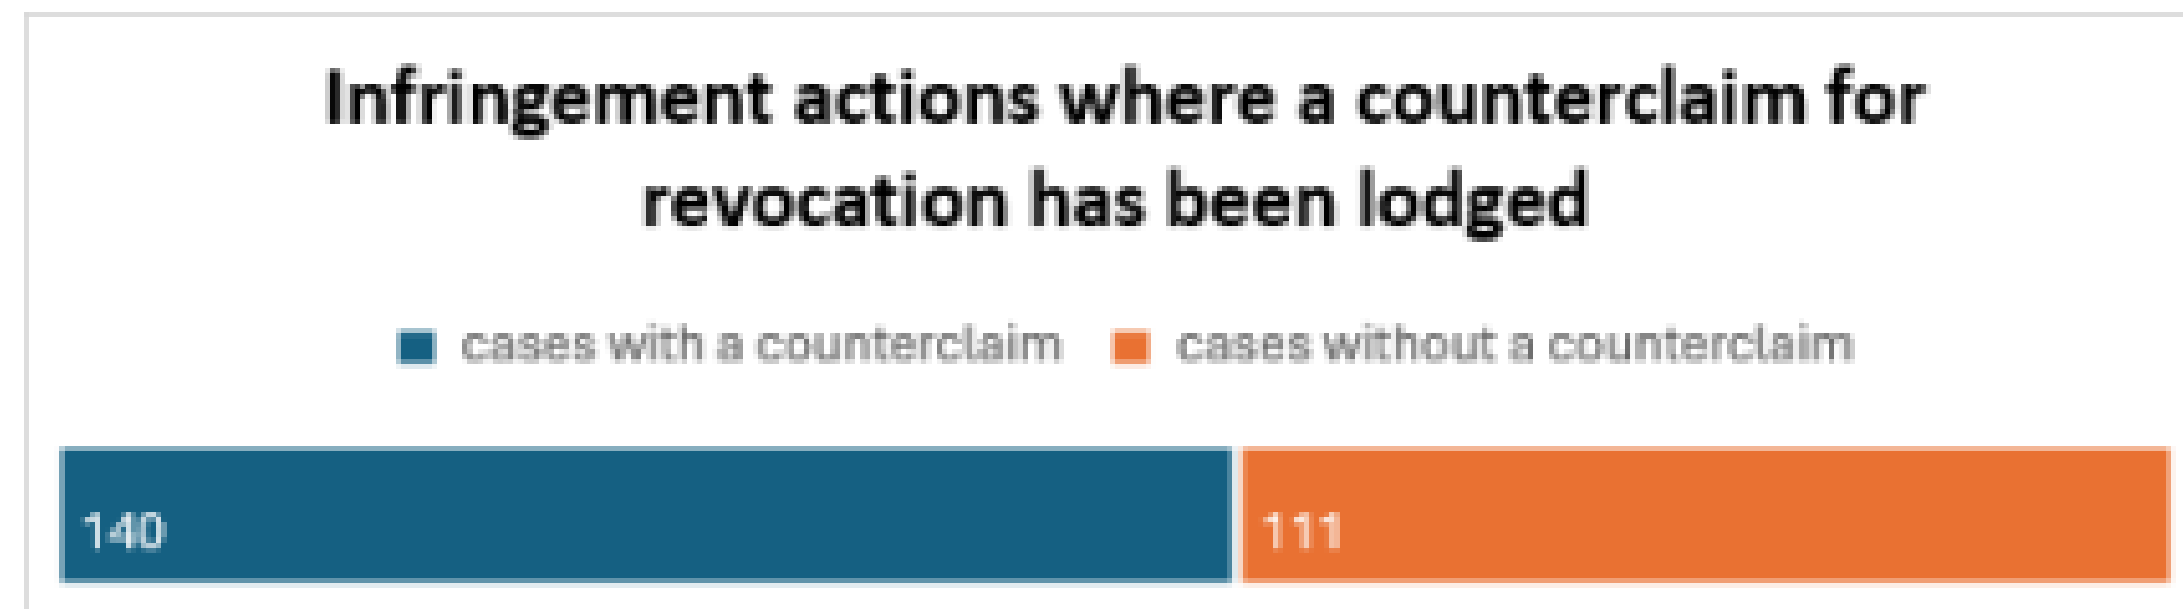 Infringement actions where a counterclaim for
revocation has been lodged
cases with a counterclaim cases without a counterclaim
140 111